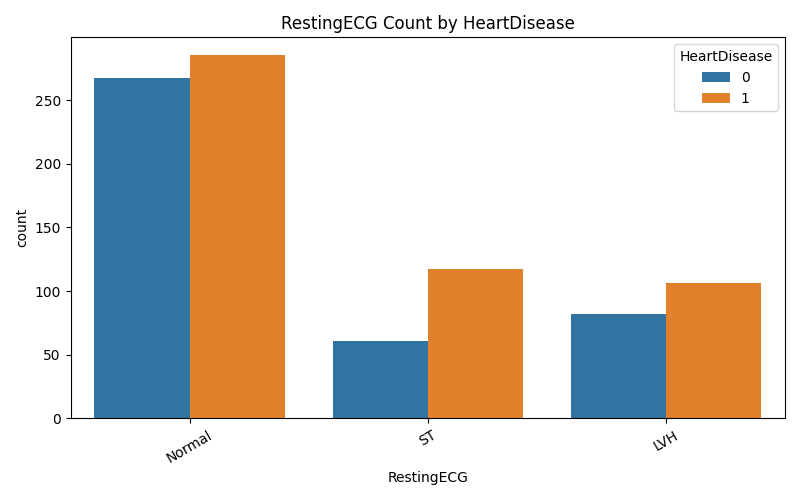 RestingECG Count by HeartDisease
HeartDisease
0
1
count
250
200
150
100
50
0
Normal
ST
LVH
RestingECG